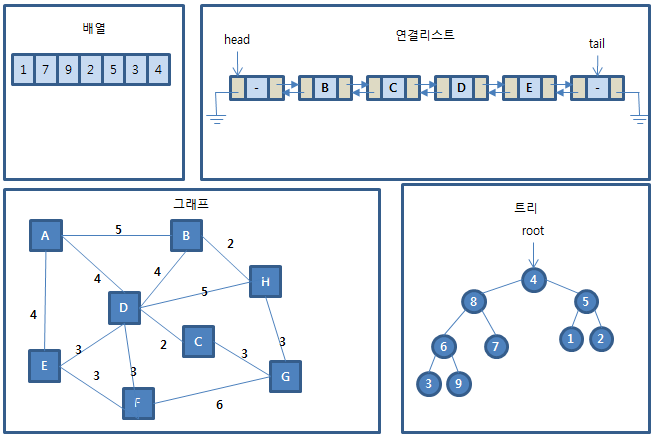 배열
1 7 9 2 5 3 4
연결리스트
head
tail
- B C D E -
그래프
A 5 B
2
4 4
H
5
D
4
2
C
3
3
E
3
3
3
G
F
6
트리
root
4
8 5
6 7 1 2
3 9